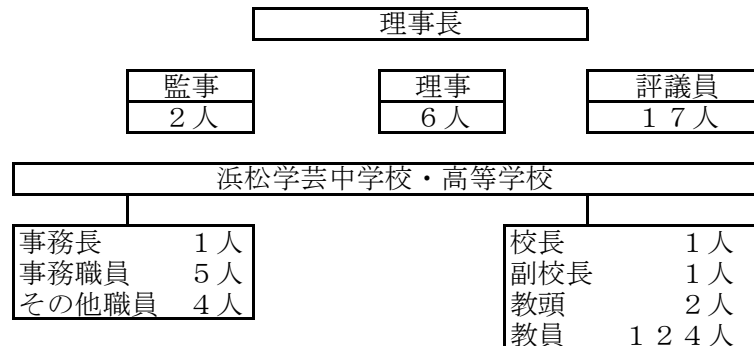 理事長
監事 理事 評議員
2人 6人 17人
浜松学芸中学校・高等学校
事務長 1人
事務職員 5人
その他職員 4人
校長 1人
副校長 1人
教頭 2人
教員 124人